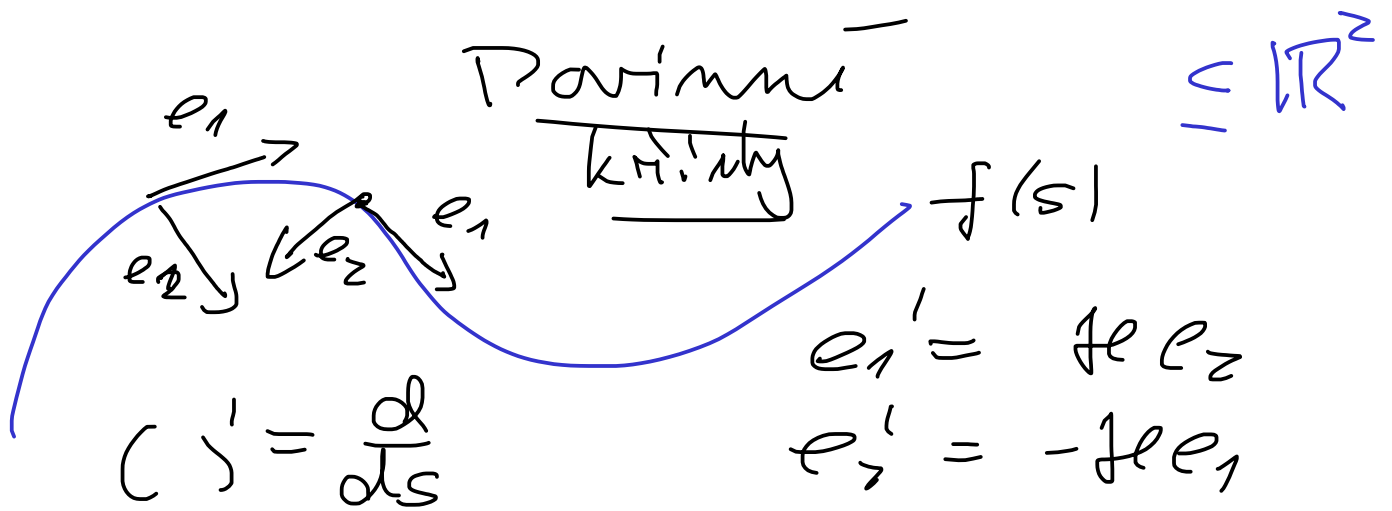 Rovinné
křivky
⊆ ℝ²
e₁
e₁
e₂
e₂
f(s)
e₁' = ϰ e₂
e₂' = -ϰ e₁
( )' = d/ds